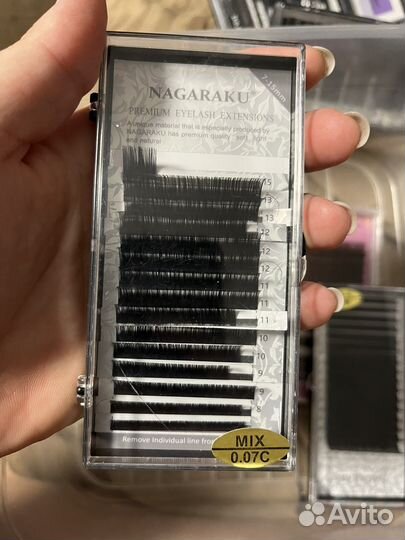 NAGARAKU
7-15mm
PREMIUM EYELASH EXTENSIONS
A unique material that is especially produced by
NAGARAKU has premium quality soft, light
and natural
15
13
13
12
12
12
11
11
10
10
9
9
8
Remove Individual line from
MIX
0.07C
Avito